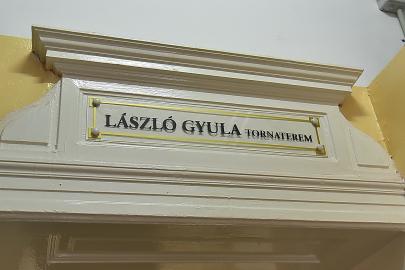 LÁSZLÓ GYULA TORNATEREM